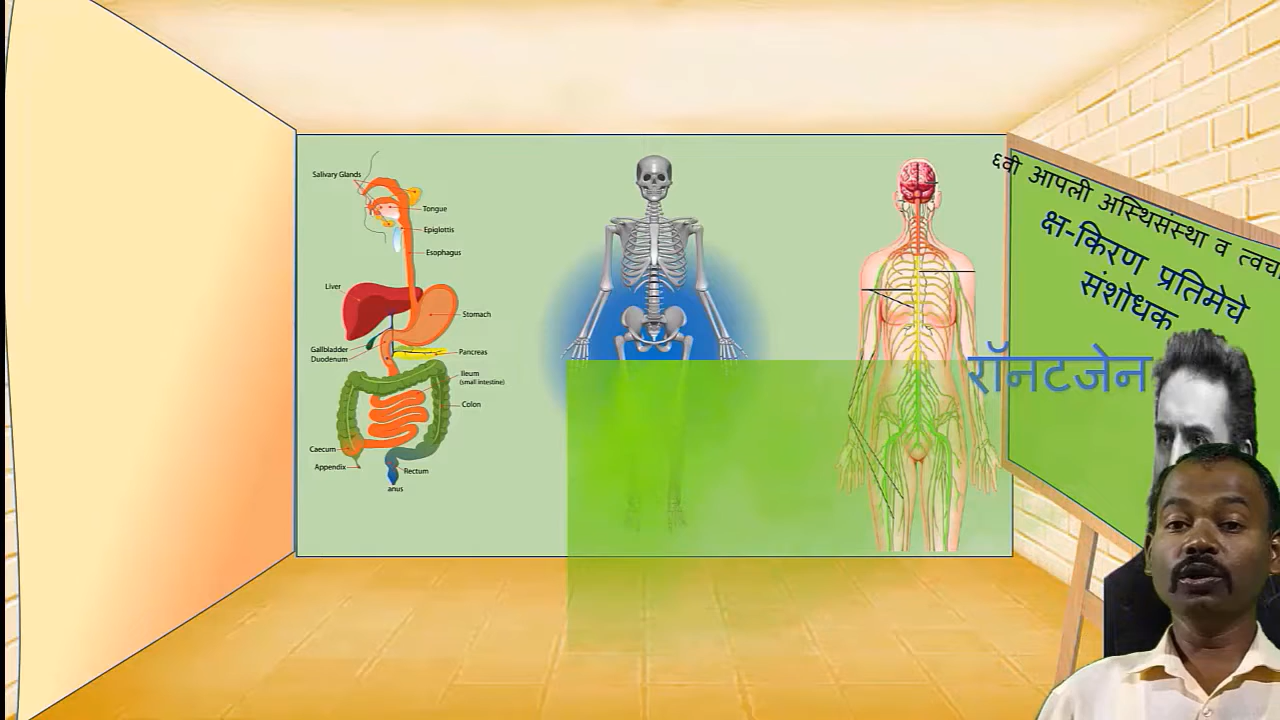 Salivary Glands
Tongue
Epiglottis
Esophagus
Liver
Stomach
Gallbladder
Duodenum
Pancreas
Ileum
(small intestine)
Colon
Caecum
Appendix
Rectum
anus
६वी आपली अस्थिसंस्था व त्वचा
क्ष-किरण प्रतिमेचे
संशोधक
रॉनटजेन